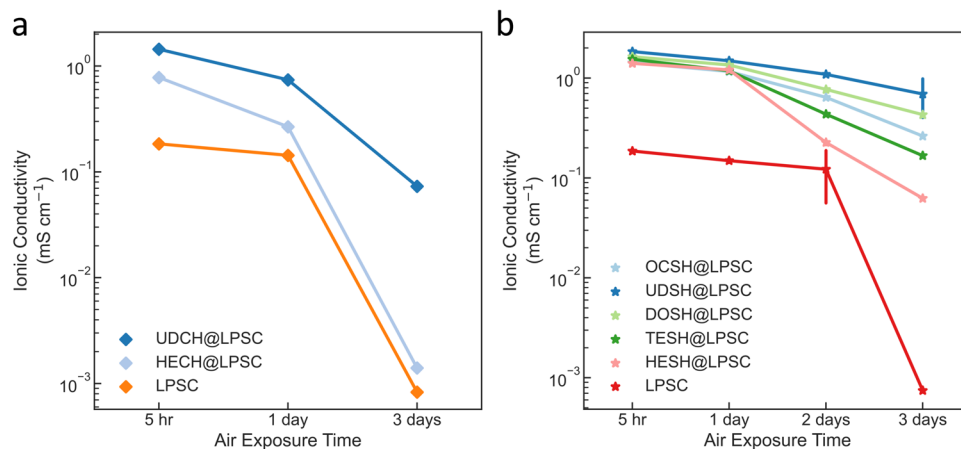 a
Ionic Conductivity
(mS cm⁻¹)
10⁰
10⁻¹
10⁻²
10⁻³
UDCH@LPSC
HECH@LPSC
LPSC
5 hr
1 day
3 days
Air Exposure Time
b
Ionic Conductivity
(mS cm⁻¹)
10⁰
10⁻¹
10⁻²
10⁻³
OCSH@LPSC
UDSH@LPSC
DOSH@LPSC
TESH@LPSC
HESH@LPSC
LPSC
5 hr
1 day
2 days
3 days
Air Exposure Time